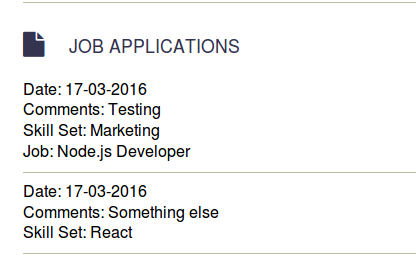 JOB APPLICATIONS
Date: 17-03-2016
Comments: Testing
Skill Set: Marketing
Job: Node.js Developer
Date: 17-03-2016
Comments: Something else
Skill Set: React